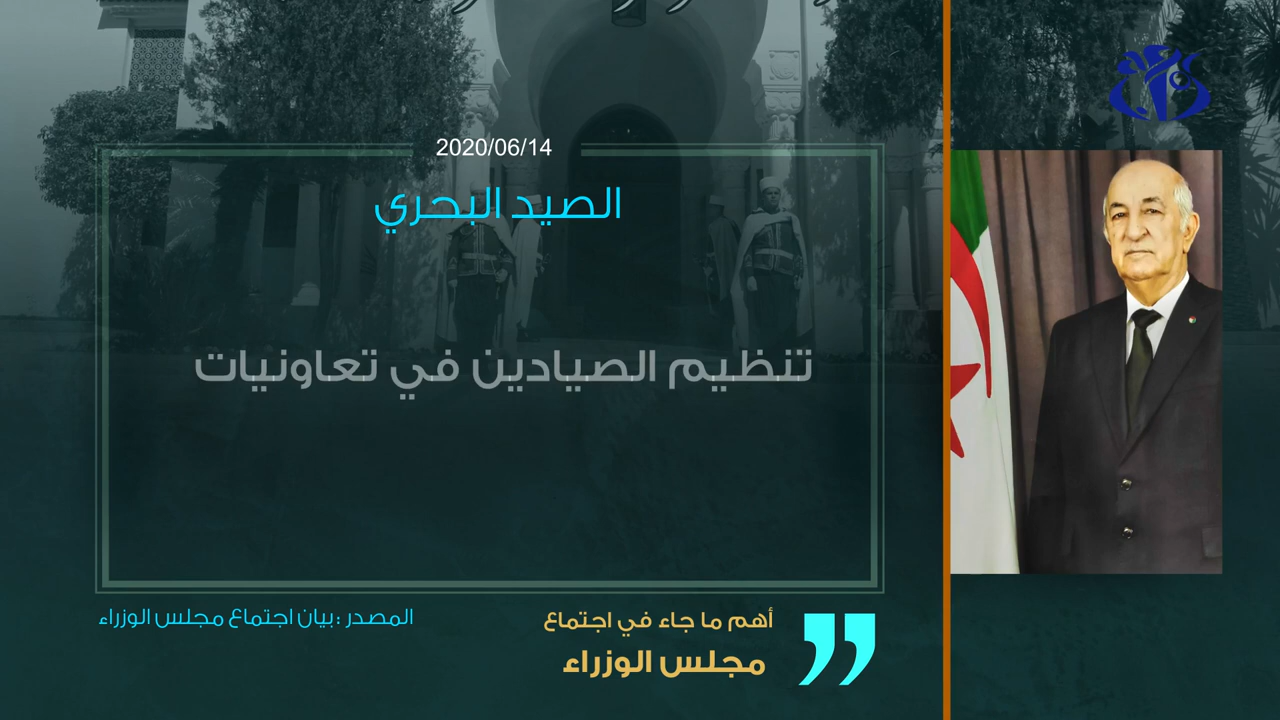 2020/06/14
الصيد البحري
تنظيم الصيادين في تعاونيات
أهم ما جاء في اجتماع
مجلس الوزراء
المصدر :بيان اجتماع مجلس الوزراء